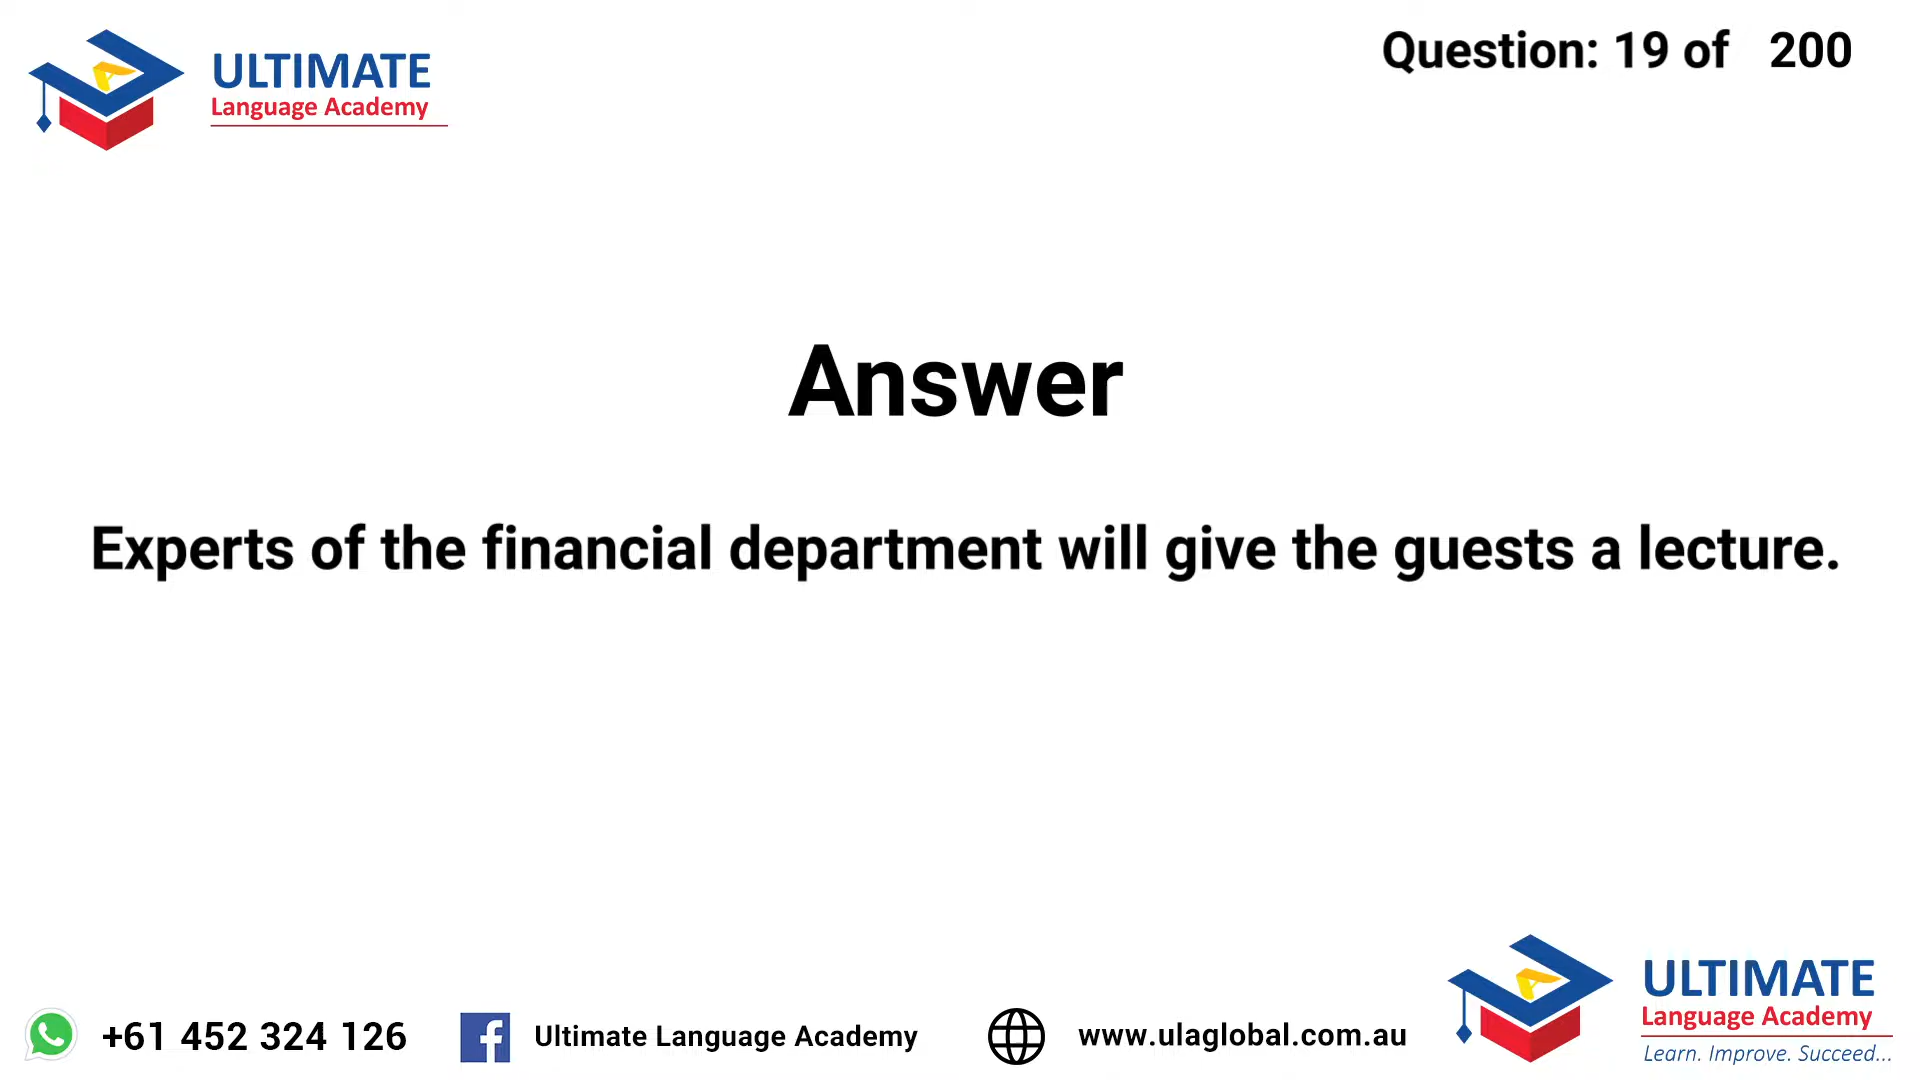 ULTIMATE
Language Academy
Question: 19 of 200
Answer
Experts of the financial department will give the guests a lecture.
+61 452 324 126
Ultimate Language Academy
www.ulaglobal.com.au
ULTIMATE
Language Academy
Learn. Improve. Succeed...